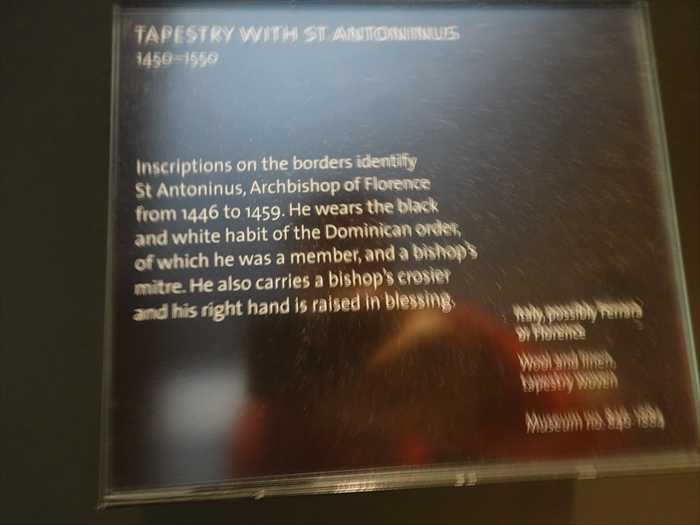 TAPESTRY WITH ST ANTONINUS
1450–1550
Inscriptions on the borders identify
St Antoninus, Archbishop of Florence
from 1446 to 1459. He wears the black
and white habit of the Dominican order,
of which he was a member, and a bishop's
mitre. He also carries a bishop's crosier
and his right hand is raised in blessing.
Italy, possibly Ferrara
or Florence
Wool and linen,
tapestry woven
Museum no.